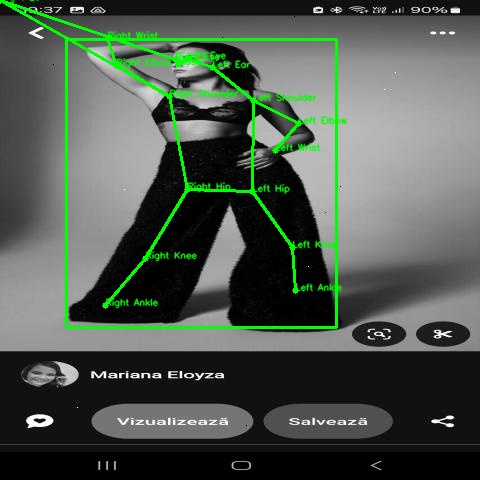 :37
90%
Right Wrist
Right Elbow
Eye
Left Ear
Right Shoulder
Left Shoulder
Left Elbow
Left Wrist
Right Hip
Left Hip
Right Knee
Left Knee
Right Ankle
Left Ankle
Mariana Eloyza
Vizualizează
Salvează